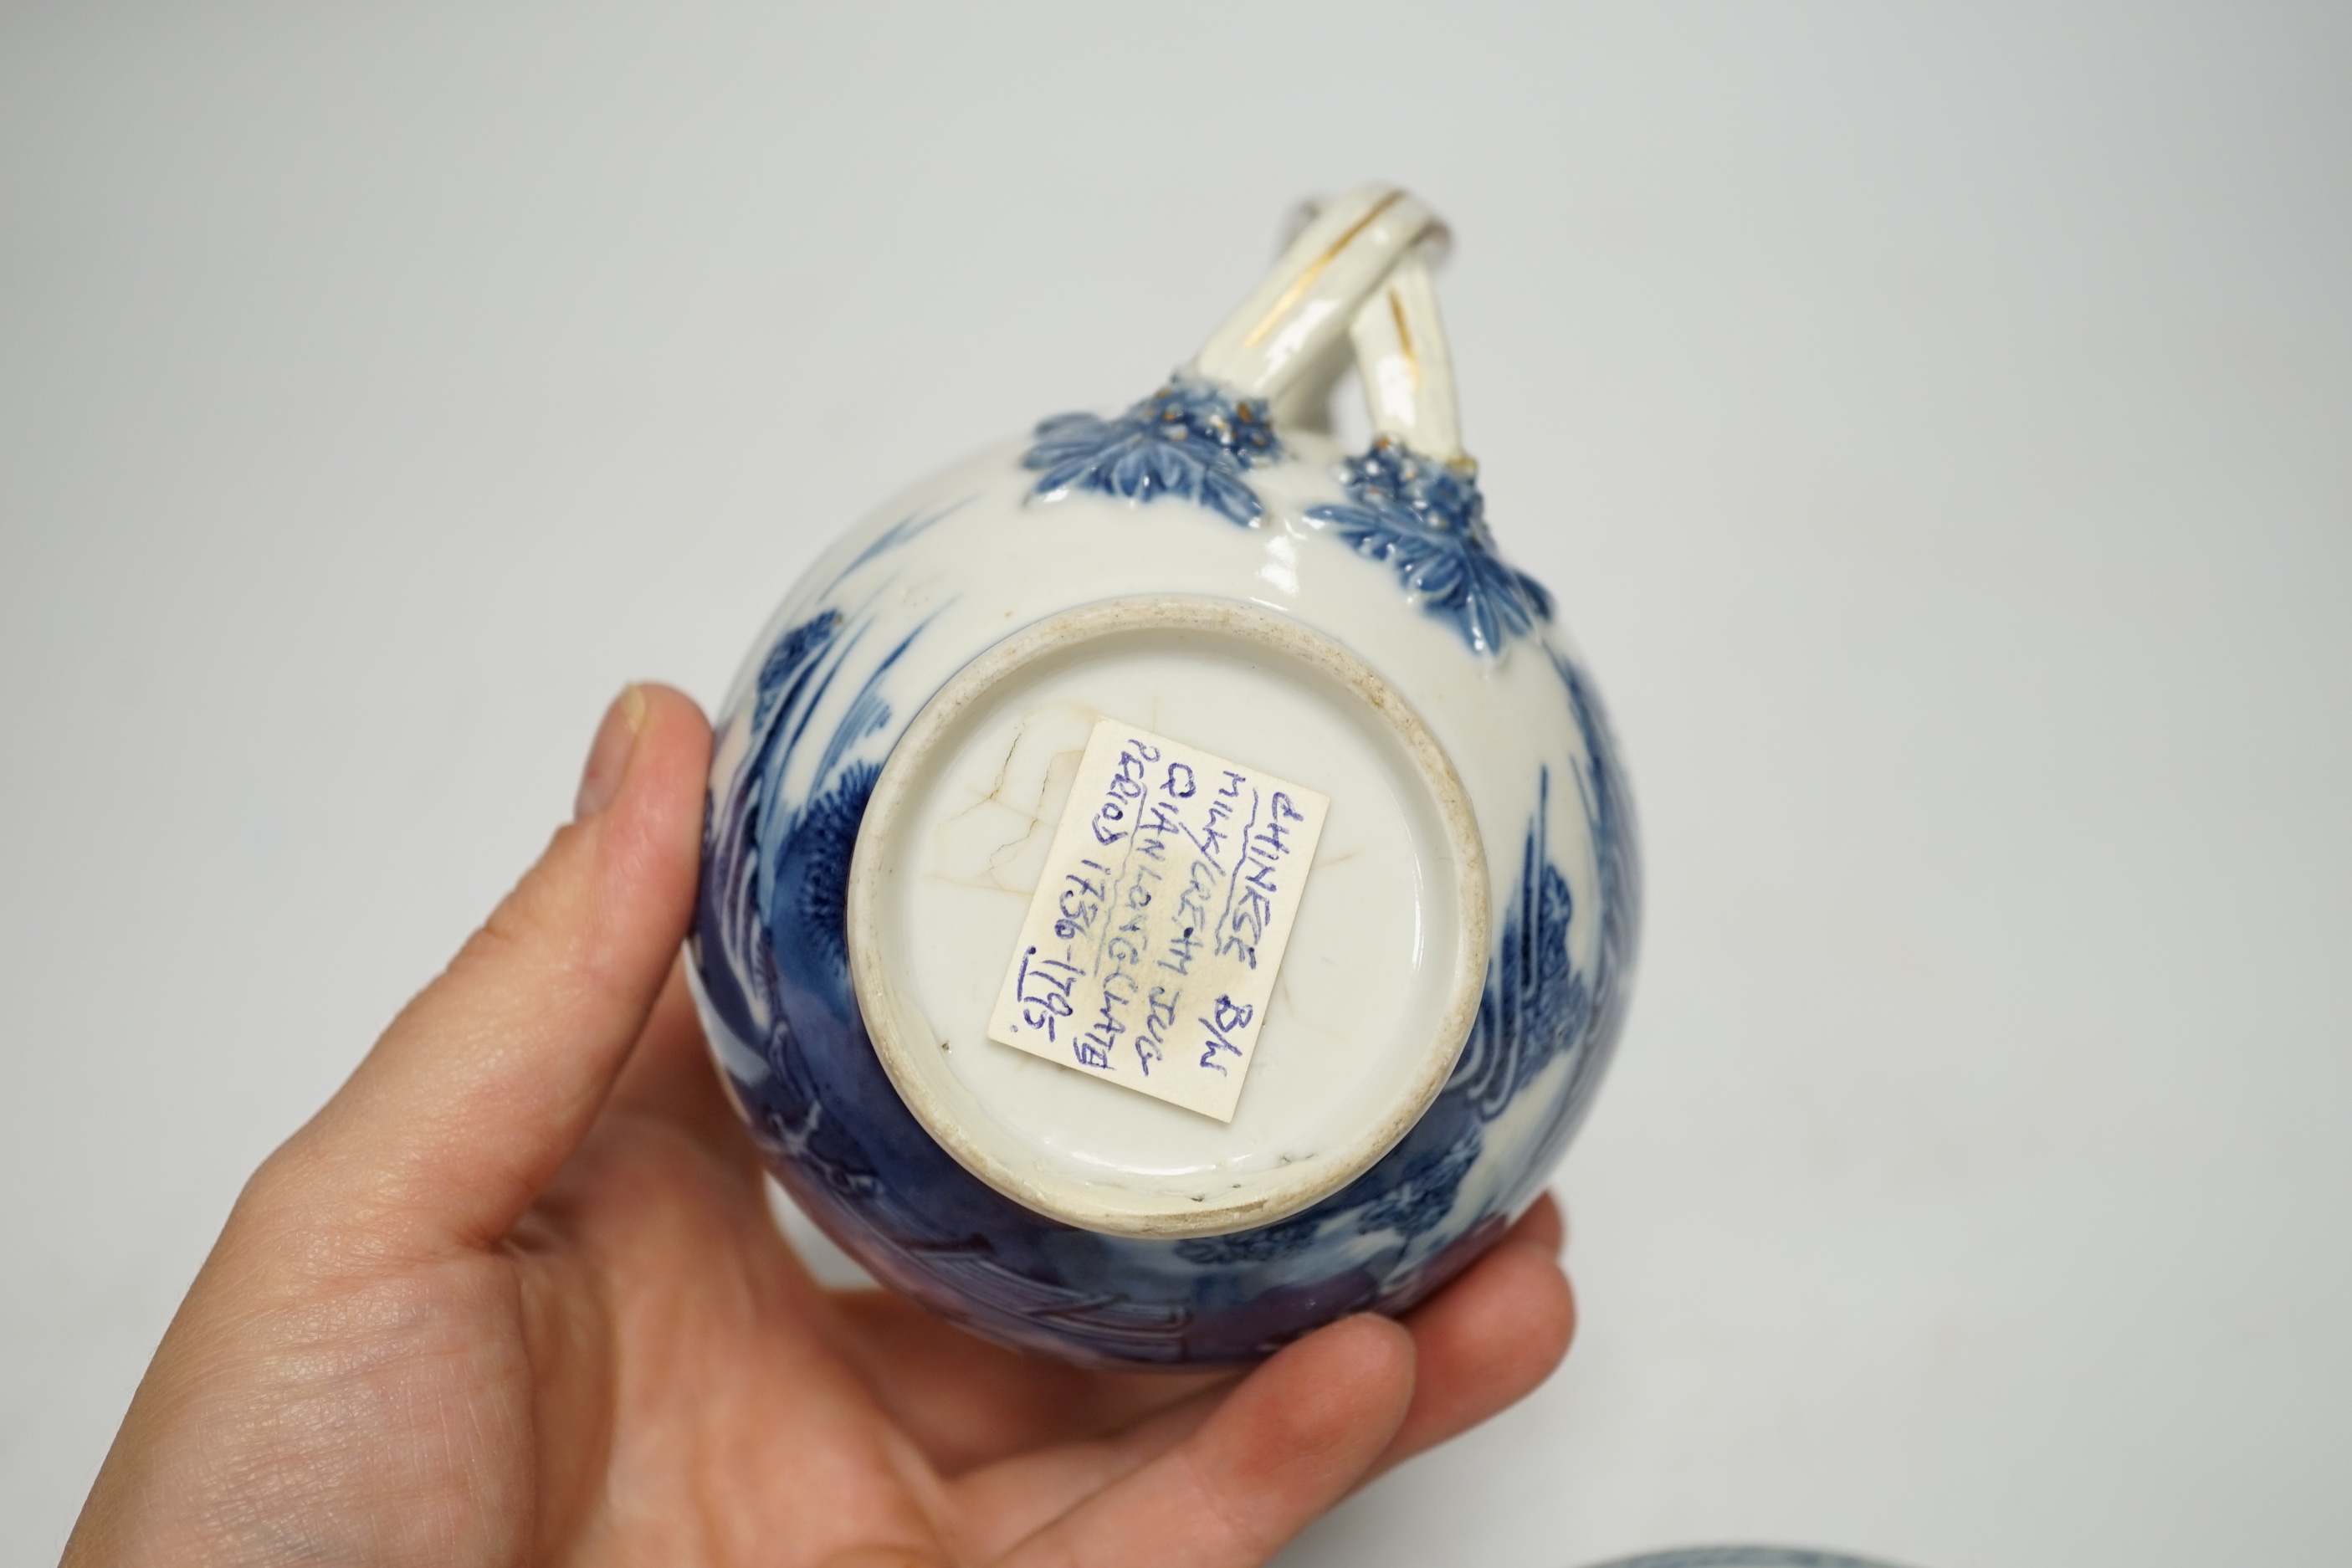 CHINESE B/W
MILK/CREAM JUG
QIANLONG (LATE)
PERIOD 1736-1795.